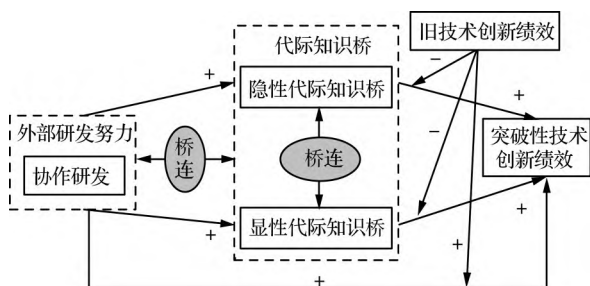 代际知识桥
旧技术创新绩效
+
隐性代际知识桥
−
+
外部研发努力
协作研发
桥
连
桥连
−
突破性技术
创新绩效
+
显性代际知识桥
+
+
+